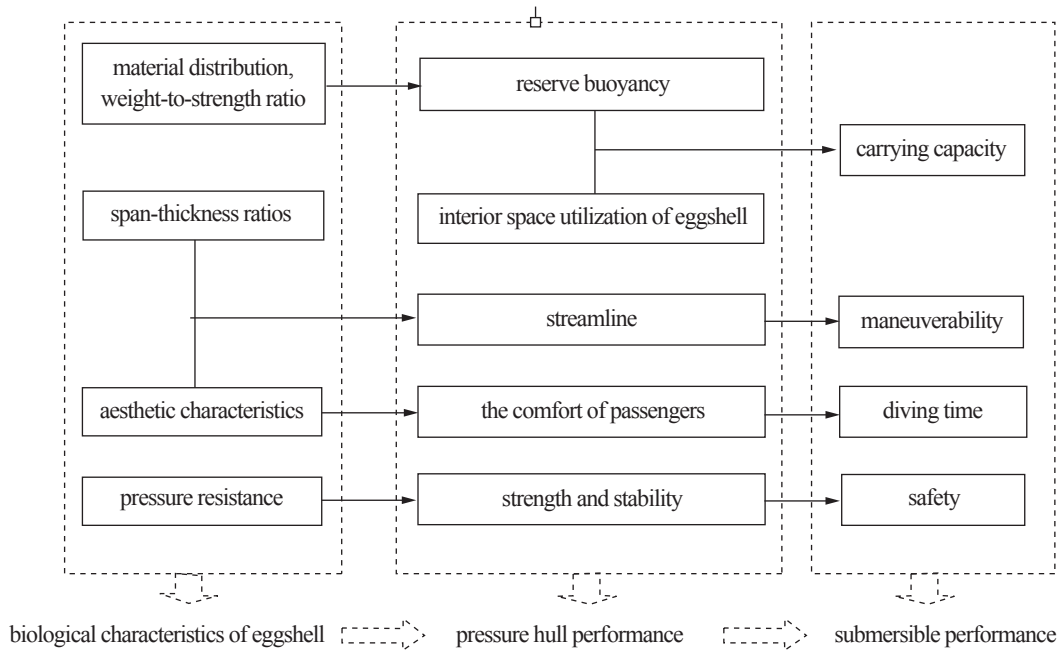 material distribution,
weight-to-strength ratio
reserve buoyancy
carrying capacity
span-thickness ratios
interior space utilization of eggshell
streamline
maneuverability
aesthetic characteristics
the comfort of passengers
diving time
pressure resistance
strength and stability
safety
biological characteristics of eggshell
pressure hull performance
submersible performance